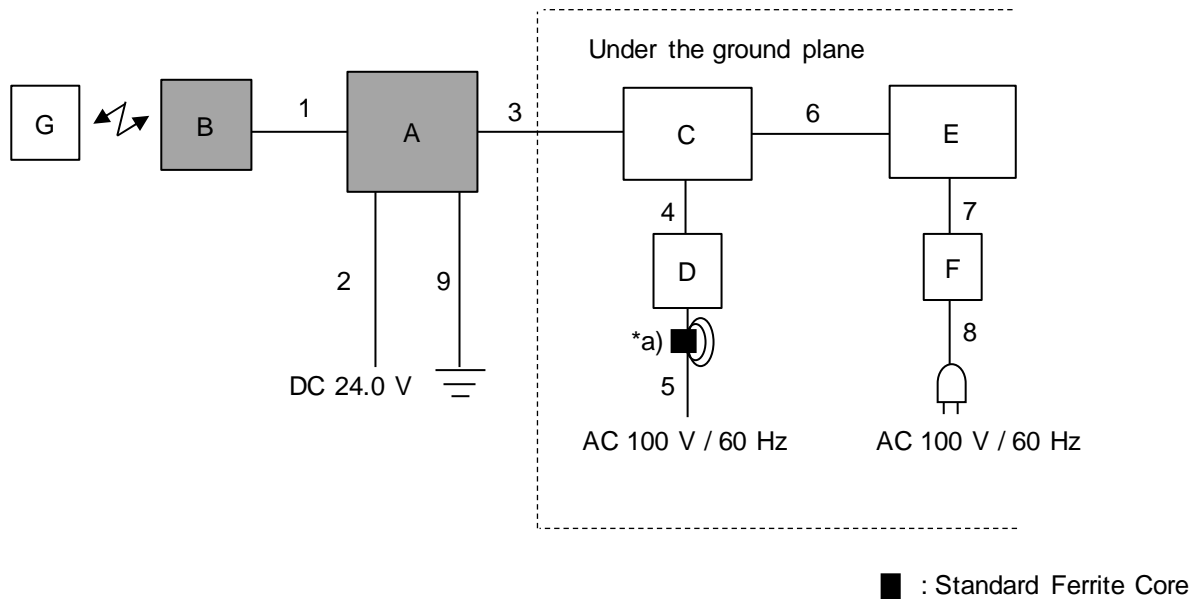 Under the ground plane
G
B
1
A
3
C
6
E
4
7
2
9
D
F
*a)
8
5
DC 24.0 V
AC 100 V / 60 Hz
AC 100 V / 60 Hz
: Standard Ferrite Core